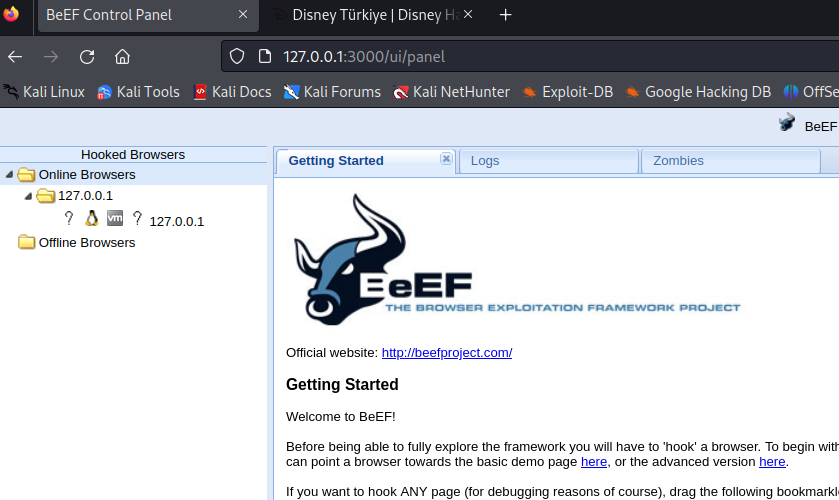 BeEF Control Panel
Disney Türkiye | Disney Ha
127.0.0.1:3000/ui/panel
Kali Linux Kali Tools Kali Docs Kali Forums Kali NetHunter Exploit-DB Google Hacking DB OffSe
BeEF
Hooked Browsers
Getting Started Logs Zombies
Online Browsers
127.0.0.1
? vm ? 127.0.0.1
Offline Browsers
BeEF
THE BROWSER EXPLOITATION FRAMEWORK PROJECT
Official website: http://beefproject.com/
Getting Started
Welcome to BeEF!
Before being able to fully explore the framework you will have to 'hook' a browser. To begin with
can point a browser towards the basic demo page here, or the advanced version here.
If you want to hook ANY page (for debugging reasons of course), drag the following bookmarkl